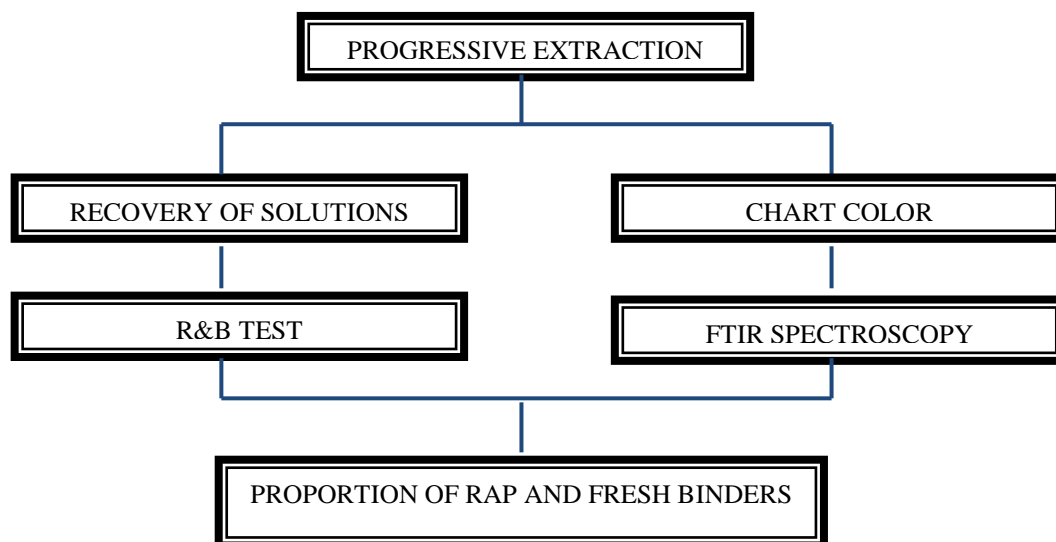 PROGRESSIVE EXTRACTION
RECOVERY OF SOLUTIONS
CHART COLOR
R&B TEST
FTIR SPECTROSCOPY
PROPORTION OF RAP AND FRESH BINDERS